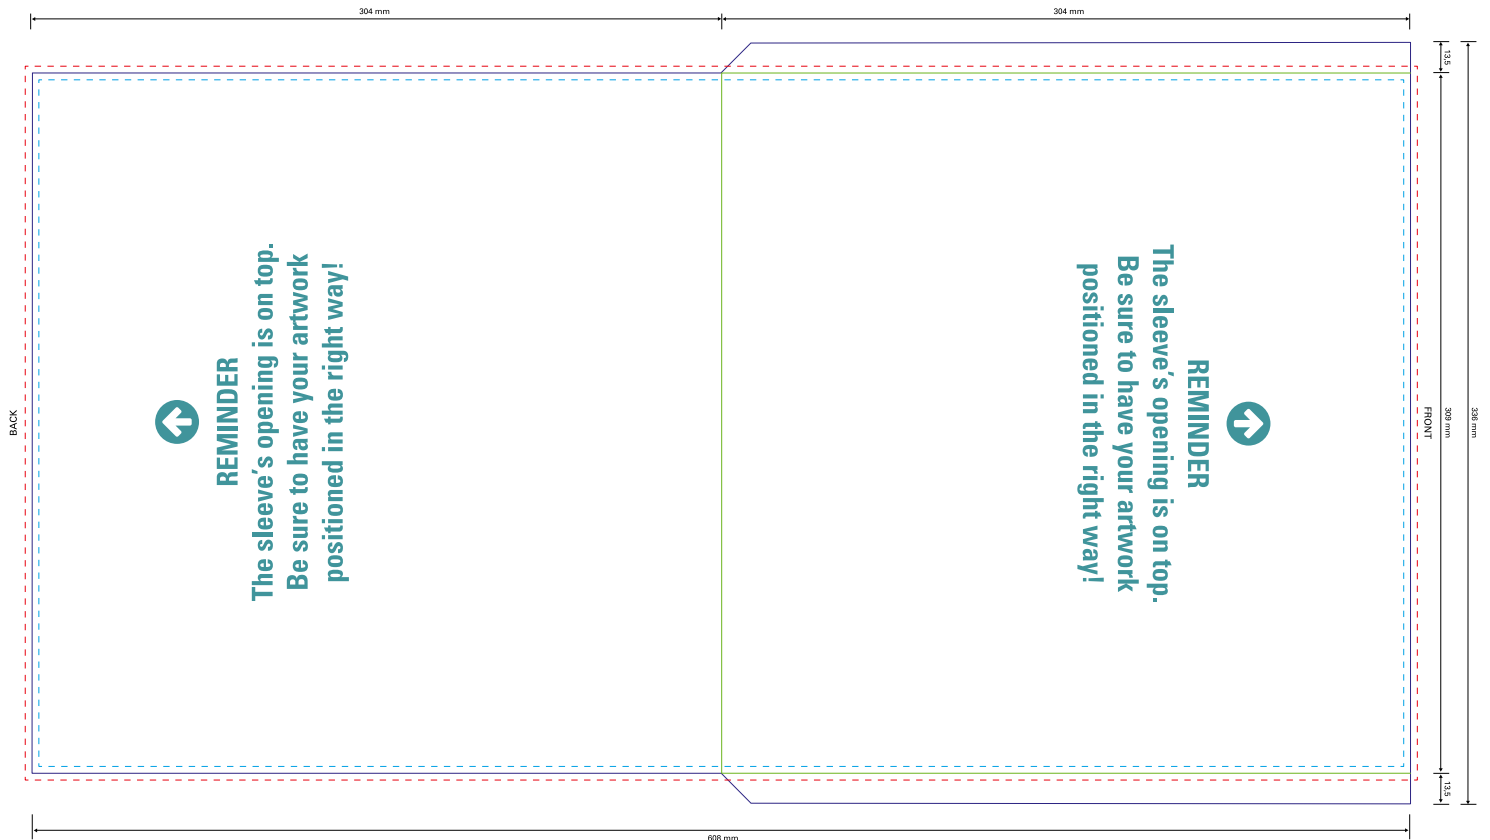 304 mm
304 mm
13,5
BACK
REMINDER
The sleeve's opening is on top.
Be sure to have your artwork
positioned in the right way!
REMINDER
The sleeve's opening is on top.
Be sure to have your artwork
positioned in the right way!
FRONT
309 mm
336 mm
13,5
608 mm